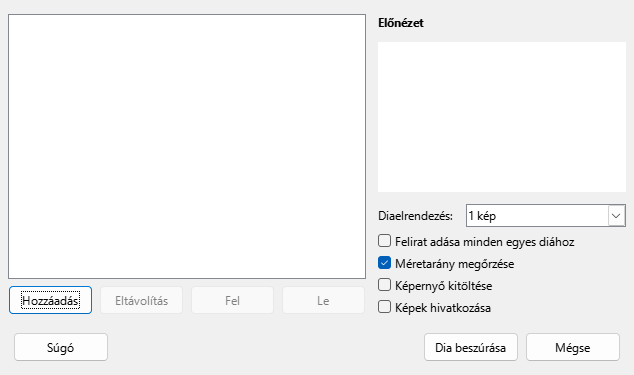 Előnézet
Diaelrendezés: 1 kép
Felirat adása minden egyes diához
Méretarány megőrzése
Képernyő kitöltése
Képek hivatkozása
Hozzáadás Eltávolítás Fel Le
Súgó Dia beszúrása Mégse